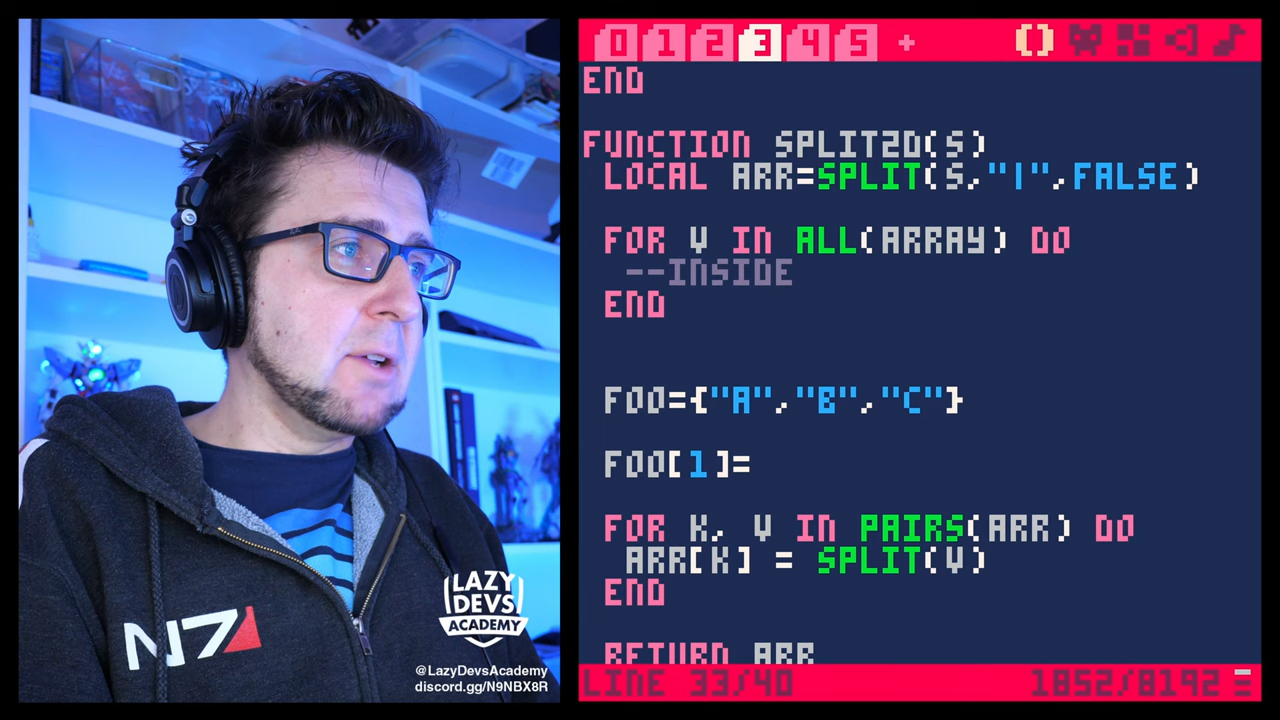 N7
LAZY
DEVS
ACADEMY
@LazyDevsAcademy
discord.gg/N9NBX8R
0 1 2 3 4 5 +
END
FUNCTION SPLIT2D(S)
LOCAL ARR=SPLIT(S,"|",FALSE)
FOR V IN ALL(ARRAY) DO
--INSIDE
END
FOO={"A","B","C"}
FOO[1]=
FOR K, V IN PAIRS(ARR) DO
ARR[K] = SPLIT(V)
END
RETURN ARR
LINE 33/40
1852/8192